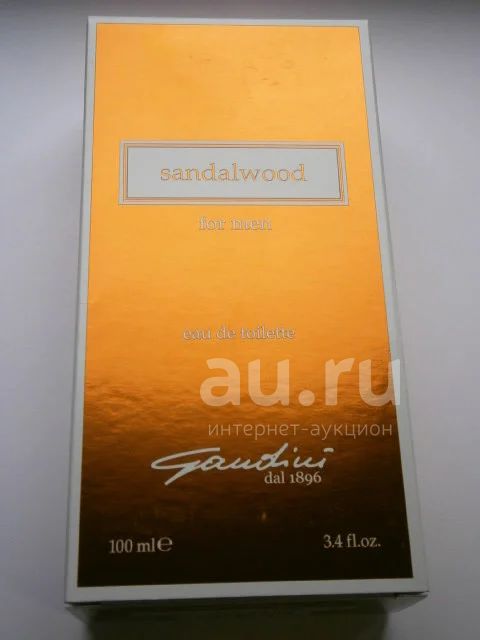 sandalwood
for men
eau de toilette
au.ru
интернет-аукцион
Gandini
dal 1896
100 ml℮
3.4 fl.oz.